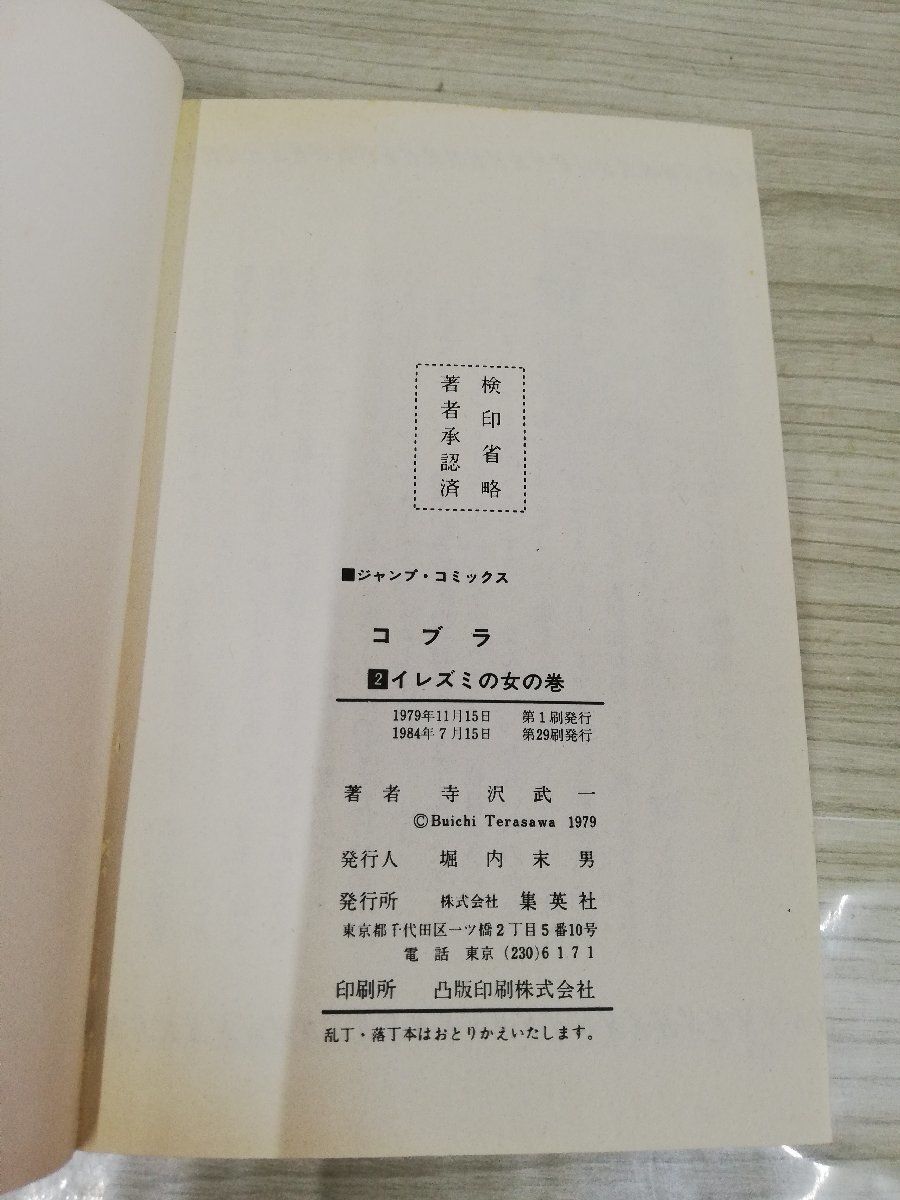 検印省略
著者承認済
■ジャンプ・コミックス
コブラ
2イレズミの女の巻
1979年11月15日 第1刷発行
1984年7月15日 第29刷発行
著者 寺沢武一
©Buichi Terasawa 1979
発行人 堀内末男
発行所 株式会社 集英社
東京都千代田区一ツ橋2丁目5番10号
電話 東京(230)6171
印刷所 凸版印刷株式会社
乱丁・落丁本はおとりかえいたします。